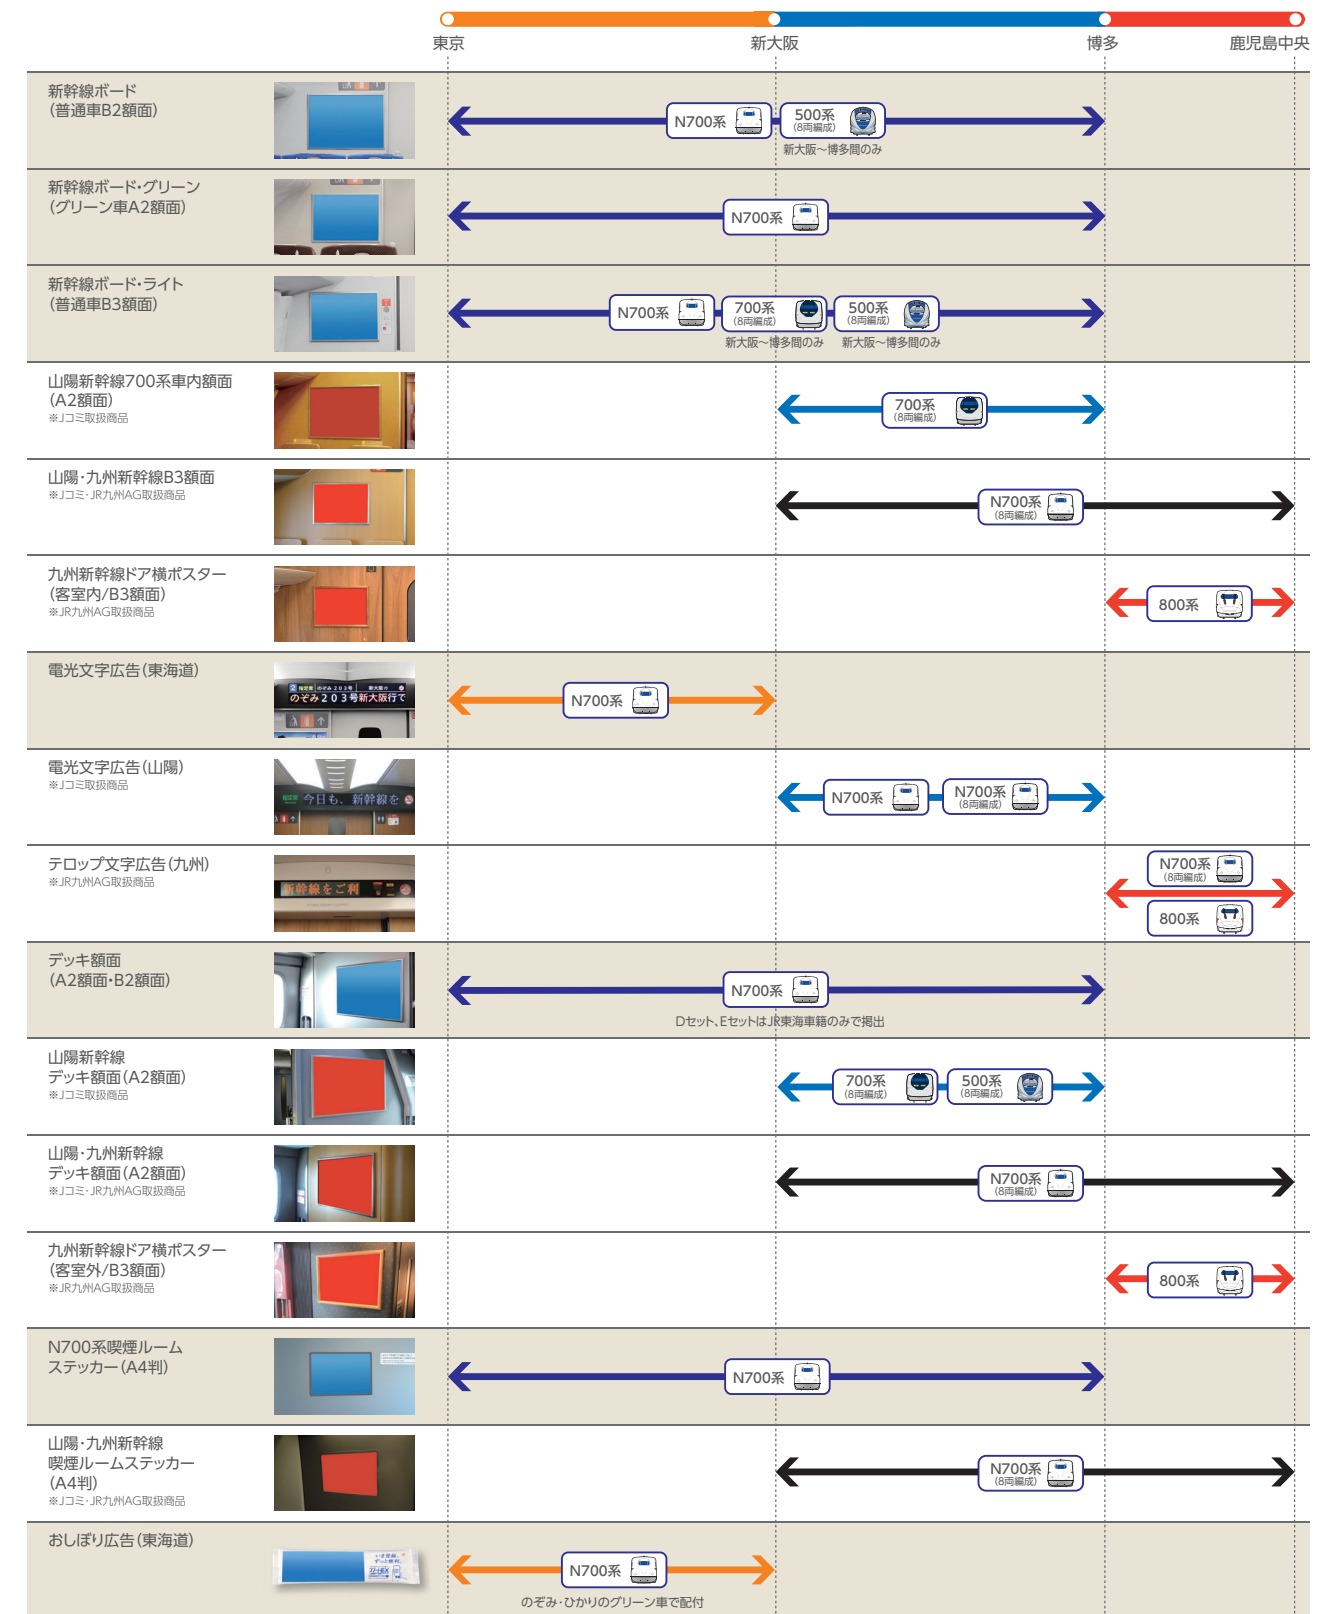 東京
新大阪
博多
鹿児島中央
新幹線ボード
(普通車B2額面)
N700系
500系
(8両編成)
新大阪~博多間のみ
新幹線ボード・グリーン
(グリーン車A2額面)
N700系
新幹線ボード・ライト
(普通車B3額面)
N700系
700系
(8両編成)
500系
(8両編成)
新大阪~博多間のみ
新大阪~博多間のみ
山陽新幹線700系車内額面
(A2額面)
※Jコミ取扱商品
700系
(8両編成)
山陽・九州新幹線B3額面
※Jコミ・JR九州AG取扱商品
N700系
(8両編成)
九州新幹線ドア横ポスター
(客室内/B3額面)
※JR九州AG取扱商品
800系
電光文字広告(東海道)
2 指定席 のぞみ203号 新大阪行
のぞみ203号新大阪行で
N700系
電光文字広告(山陽)
※Jコミ取扱商品
今日も、新幹線を
N700系
N700系
(8両編成)
テロップ文字広告(九州)
※JR九州AG取扱商品
新幹線をご利
N700系
(8両編成)
800系
デッキ額面
(A2額面・B2額面)
N700系
Dセット、EセットはJR東海車籍のみで掲出
山陽新幹線
デッキ額面(A2額面)
※Jコミ取扱商品
700系
(8両編成)
500系
(8両編成)
山陽・九州新幹線
デッキ額面(A2額面)
※Jコミ・JR九州AG取扱商品
N700系
(8両編成)
九州新幹線ドア横ポスター
(客室外/B3額面)
※JR九州AG取扱商品
800系
N700系喫煙ルーム
ステッカー(A4判)
N700系
山陽・九州新幹線
喫煙ルームステッカー
(A4判)
※Jコミ・JR九州AG取扱商品
N700系
(8両編成)
おしぼり広告(東海道)
N700系
のぞみ・ひかりのグリーン車で配付